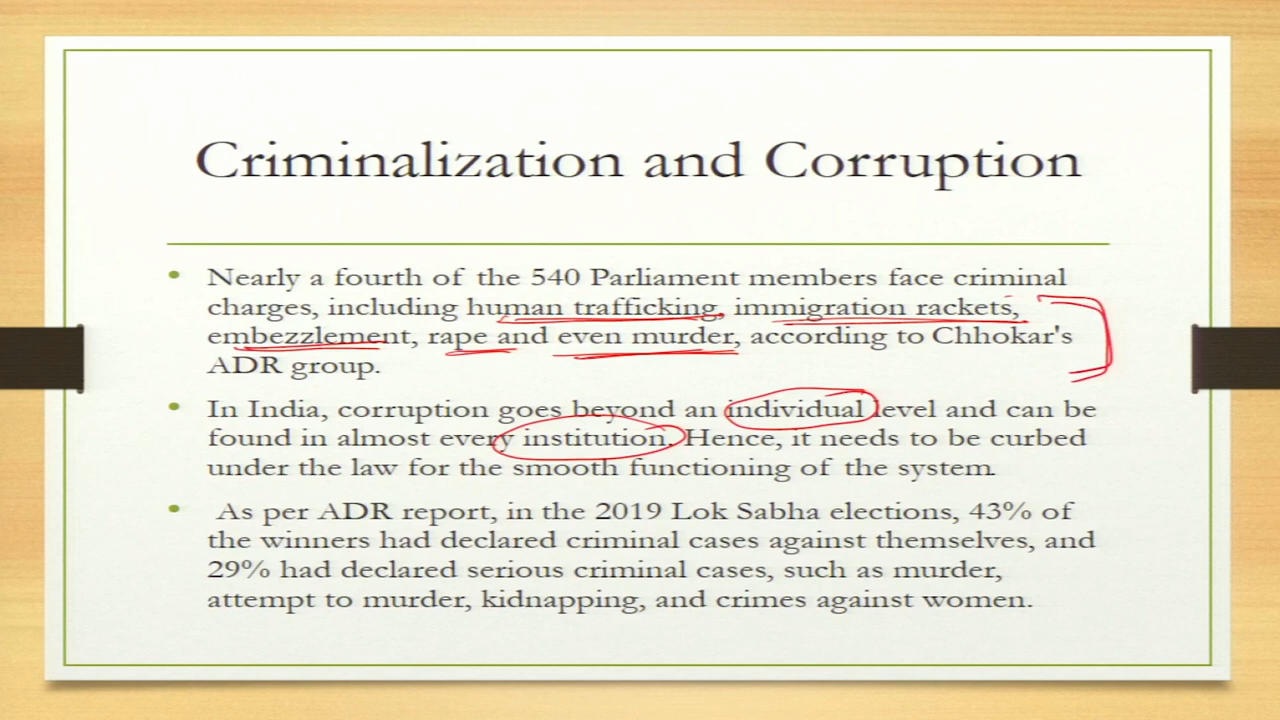 Criminalization and Corruption
• Nearly a fourth of the 540 Parliament members face criminal
charges, including human trafficking, immigration rackets,
embezzlement, rape and even murder, according to Chhokar's
ADR group.
• In India, corruption goes beyond an individual level and can be
found in almost every institution. Hence, it needs to be curbed
under the law for the smooth functioning of the system.
• As per ADR report, in the 2019 Lok Sabha elections, 43% of
the winners had declared criminal cases against themselves, and
29% had declared serious criminal cases, such as murder,
attempt to murder, kidnapping, and crimes against women.